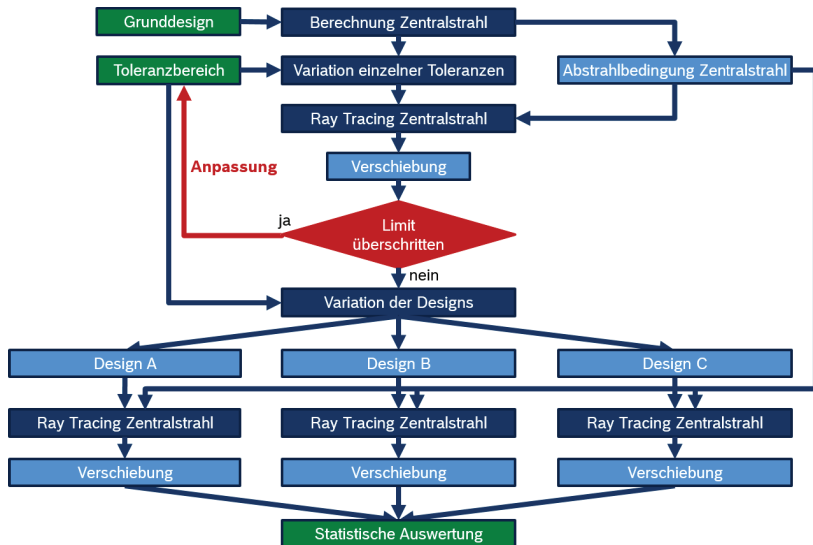 Grunddesign
Berechnung Zentralstrahl
Toleranzbereich
Variation einzelner Toleranzen
Abstrahlbedingung Zentralstrahl
Ray Tracing Zentralstrahl
Anpassung
Verschiebung
ja
Limit
überschritten
nein
Variation der Designs
Design A
Design B
Design C
Ray Tracing Zentralstrahl
Ray Tracing Zentralstrahl
Ray Tracing Zentralstrahl
Verschiebung
Verschiebung
Verschiebung
Statistische Auswertung